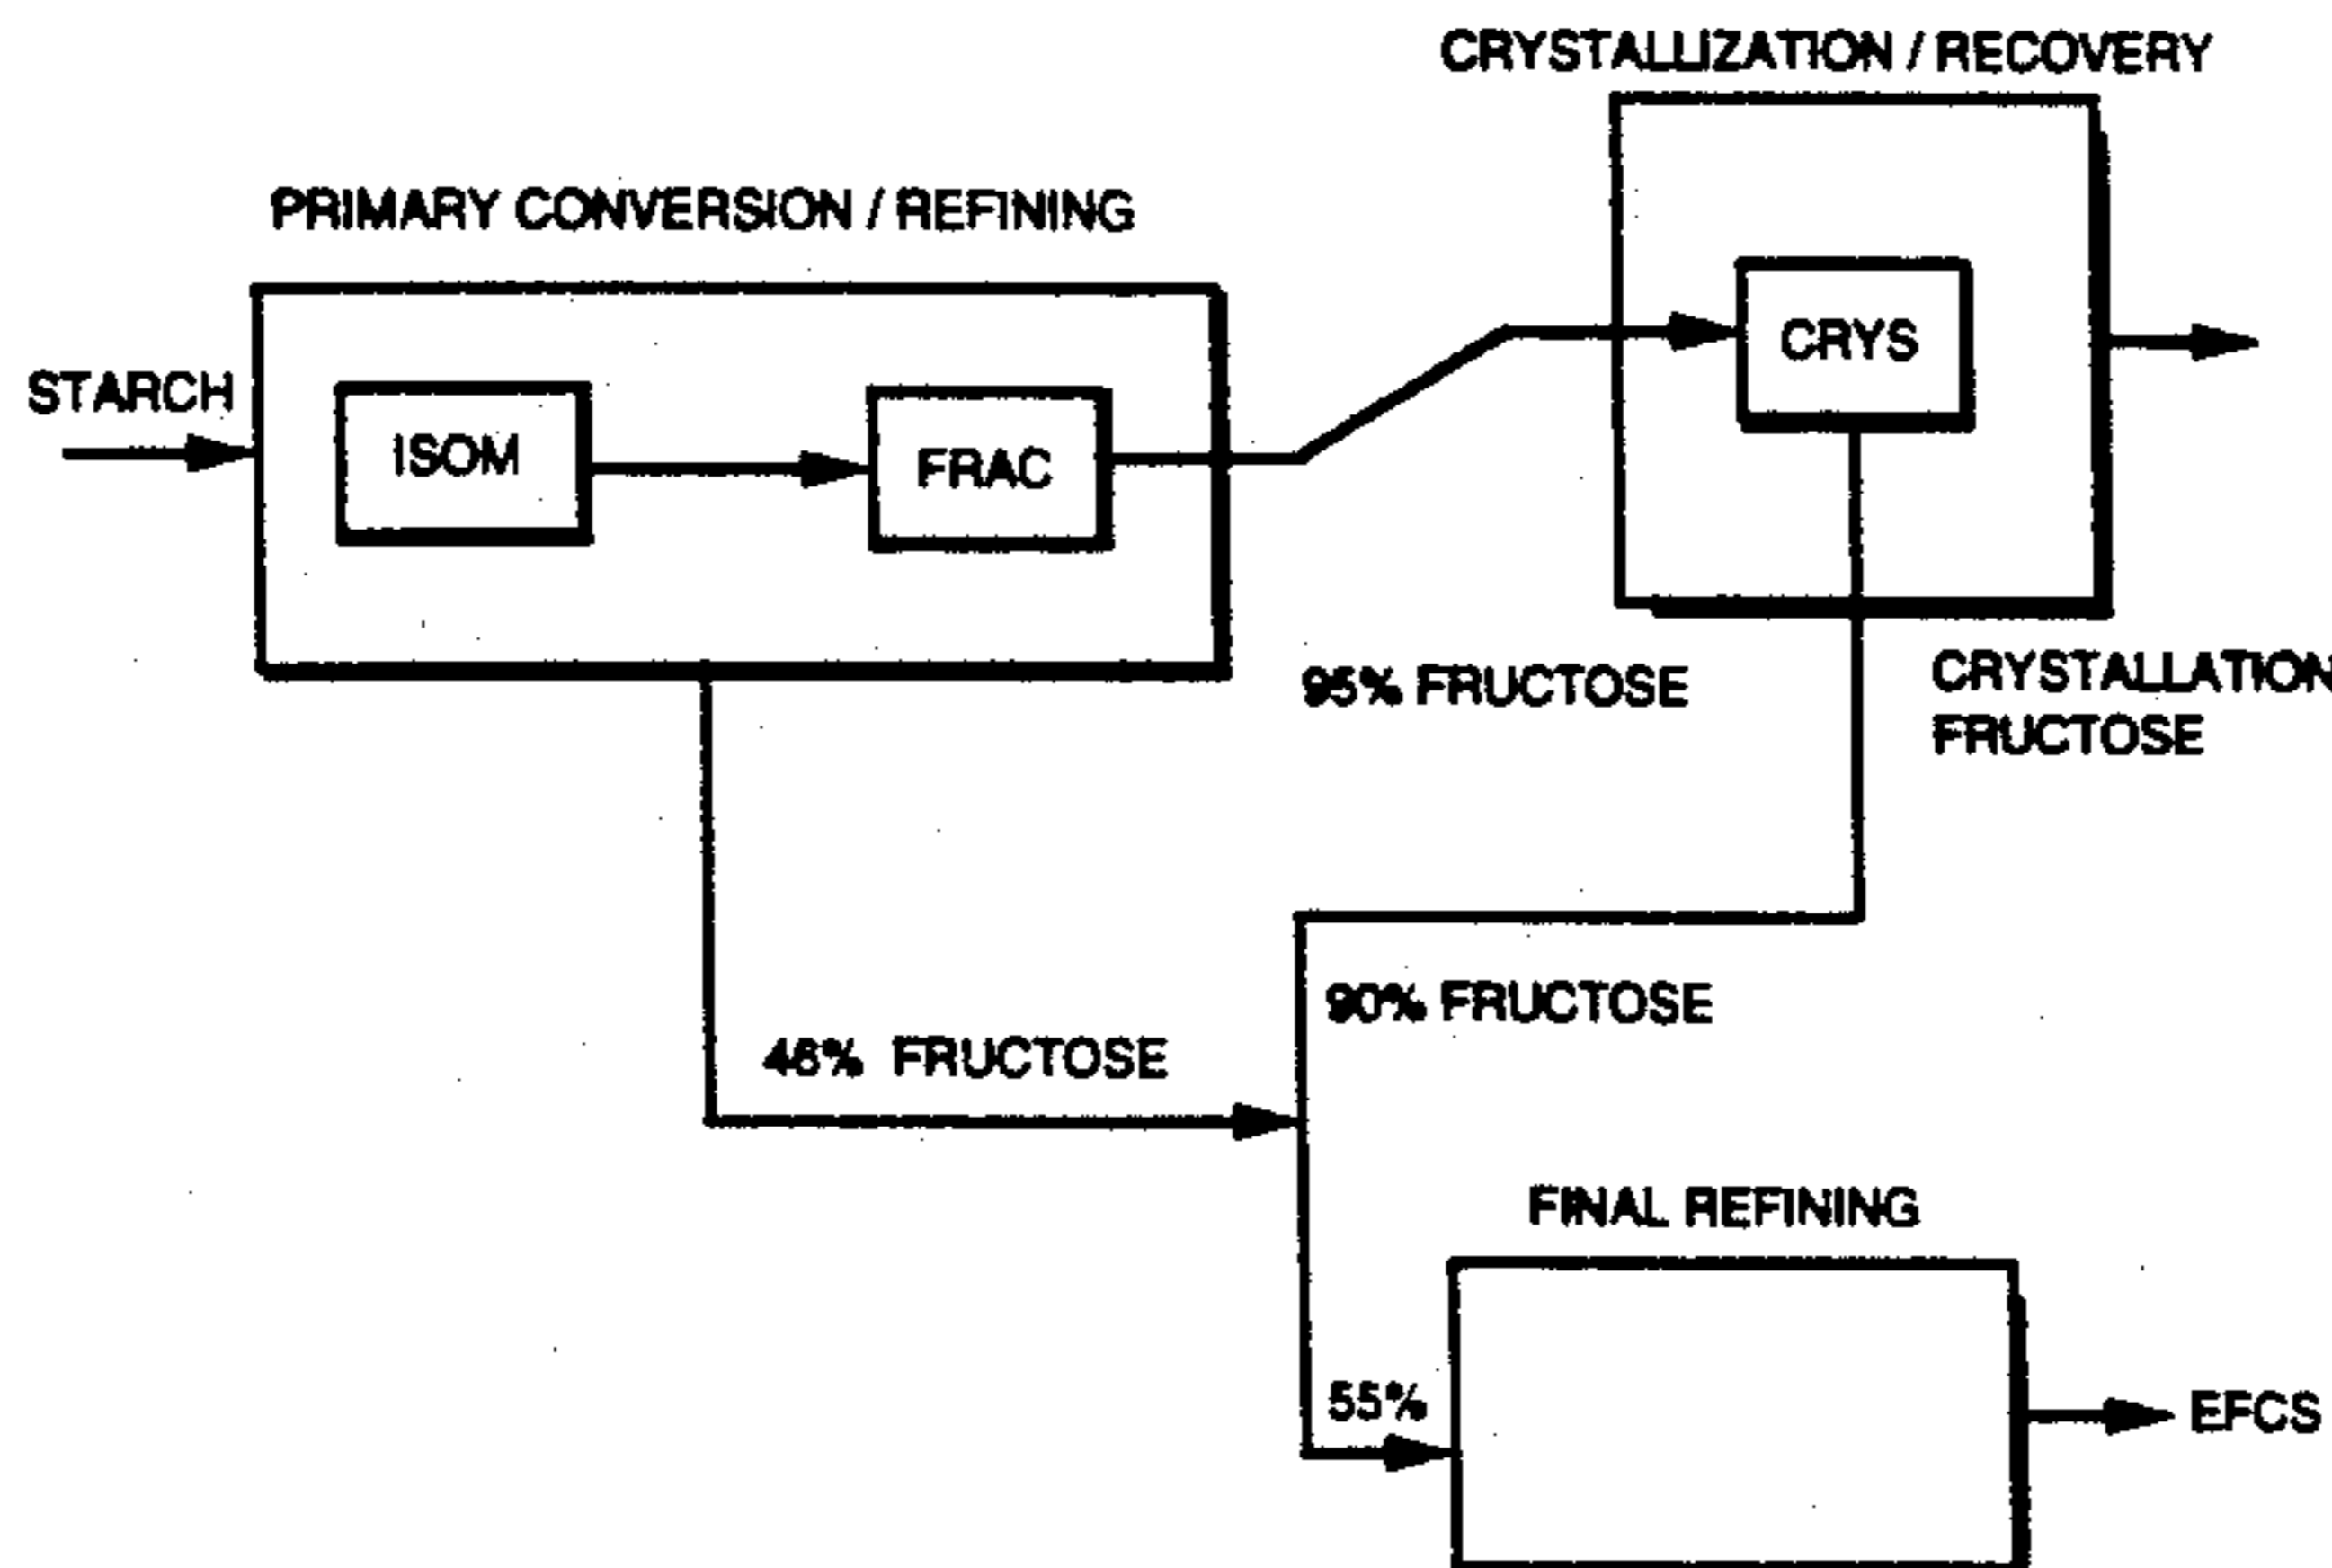 CRYSTALLIZATION / RECOVERY
PRIMARY CONVERSION / REFINING
STARCH
ISOM
FRAC
CRYS
95% FRUCTOSE
CRYSTALLATION
FRUCTOSE
90% FRUCTOSE
46% FRUCTOSE
FINAL REFINING
55%
EFCS